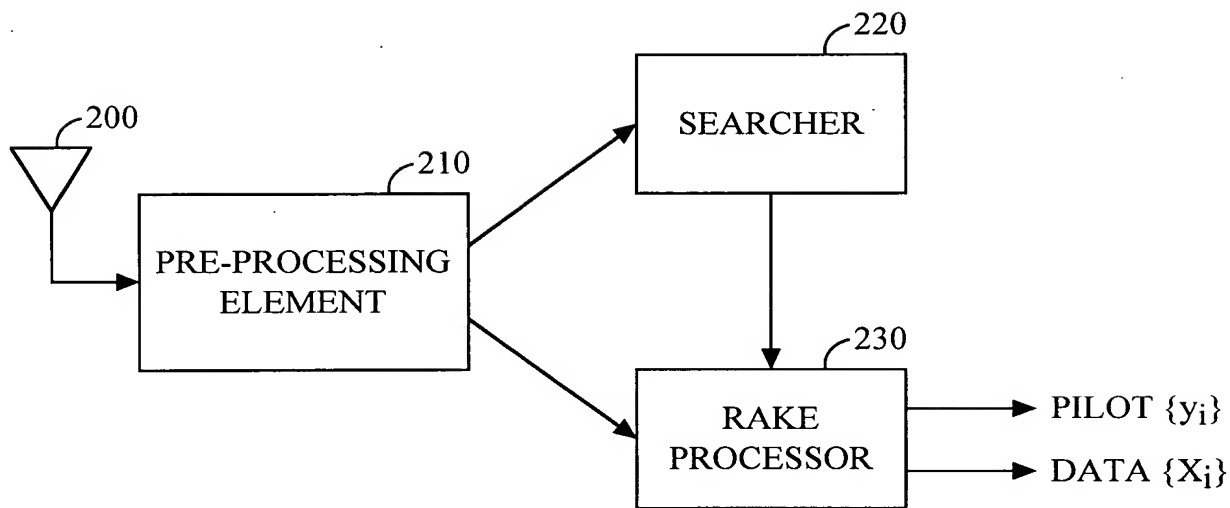 220
SEARCHER
200
210
PRE-PROCESSING
ELEMENT
230
RAKE
PROCESSOR
PILOT {yi}
DATA {Xi}